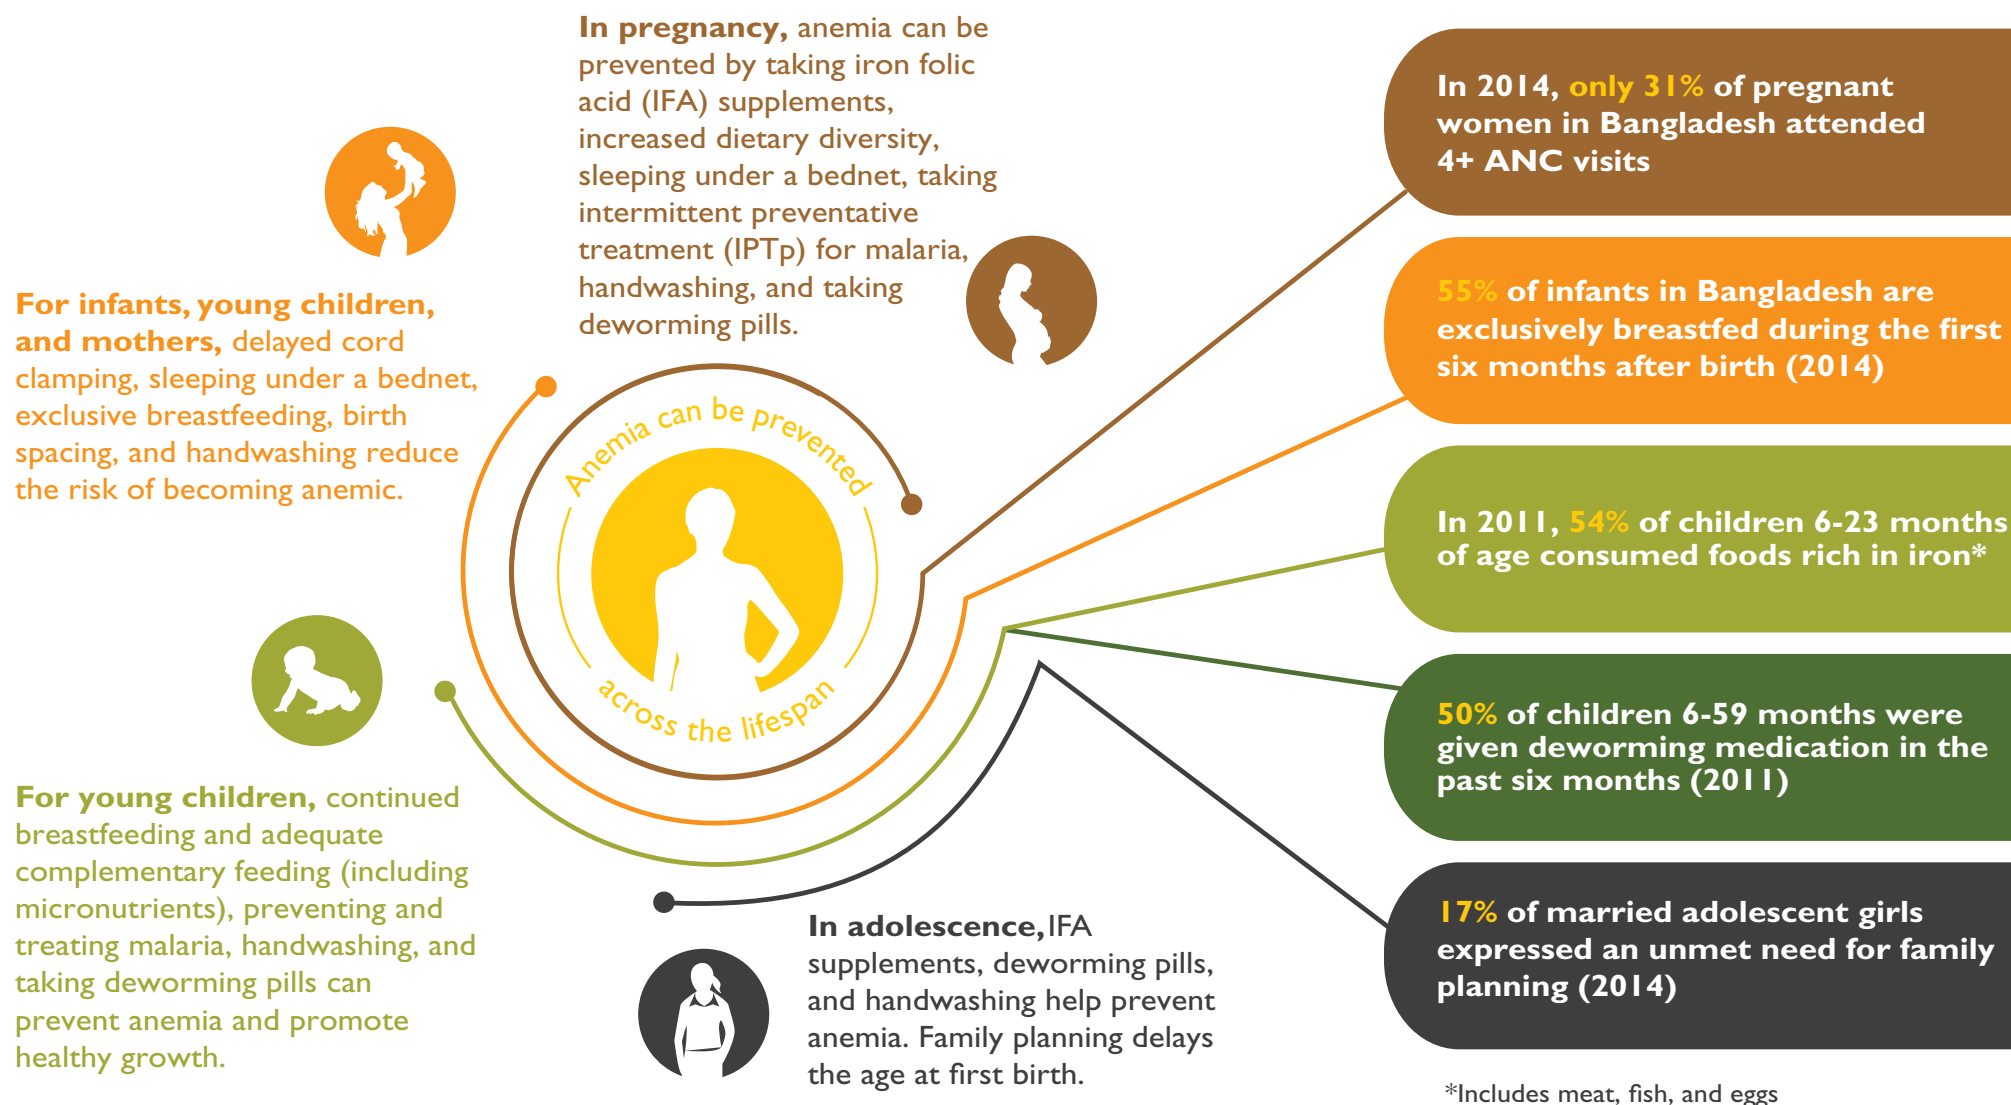 In pregnancy, anemia can be
prevented by taking iron folic
acid (IFA) supplements,
increased dietary diversity,
sleeping under a bednet, taking
intermittent preventative
treatment (IPTp) for malaria,
handwashing, and taking
deworming pills.
For infants, young children,
and mothers, delayed cord
clamping, sleeping under a bednet,
exclusive breastfeeding, birth
spacing, and handwashing reduce
the risk of becoming anemic.
Anemia can be prevented
across the lifespan
For young children, continued
breastfeeding and adequate
complementary feeding (including
micronutrients), preventing and
treating malaria, handwashing, and
taking deworming pills can
prevent anemia and promote
healthy growth.
In adolescence, IFA
supplements, deworming pills,
and handwashing help prevent
anemia. Family planning delays
the age at first birth.
In 2014, only 31% of pregnant
women in Bangladesh attended
4+ ANC visits
55% of infants in Bangladesh are
exclusively breastfed during the first
six months after birth (2014)
In 2011, 54% of children 6-23 months
of age consumed foods rich in iron*
50% of children 6-59 months were
given deworming medication in the
past six months (2011)
17% of married adolescent girls
expressed an unmet need for family
planning (2014)
*Includes meat, fish, and eggs